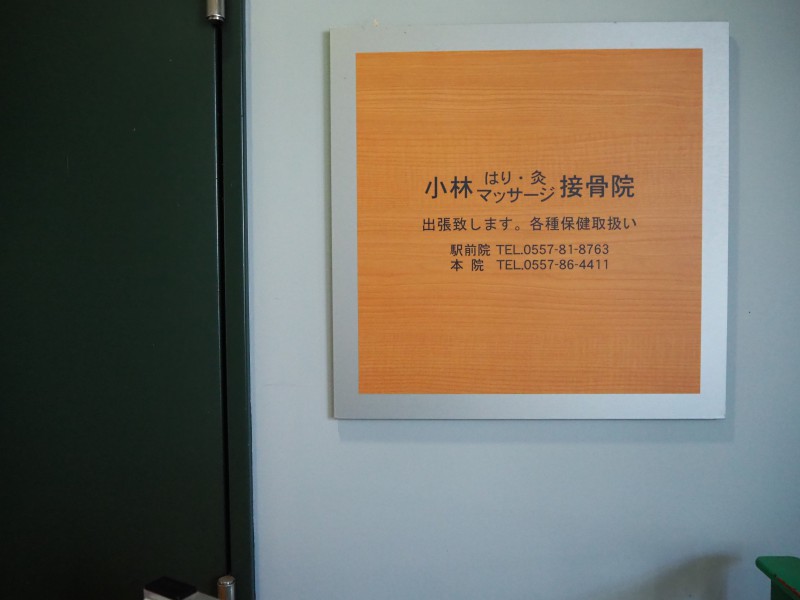 小林 はり・灸 マッサージ 接骨院
出張致します。各種保健取扱い
駅前院 TEL.0557-81-8763
本 院 TEL.0557-86-4411